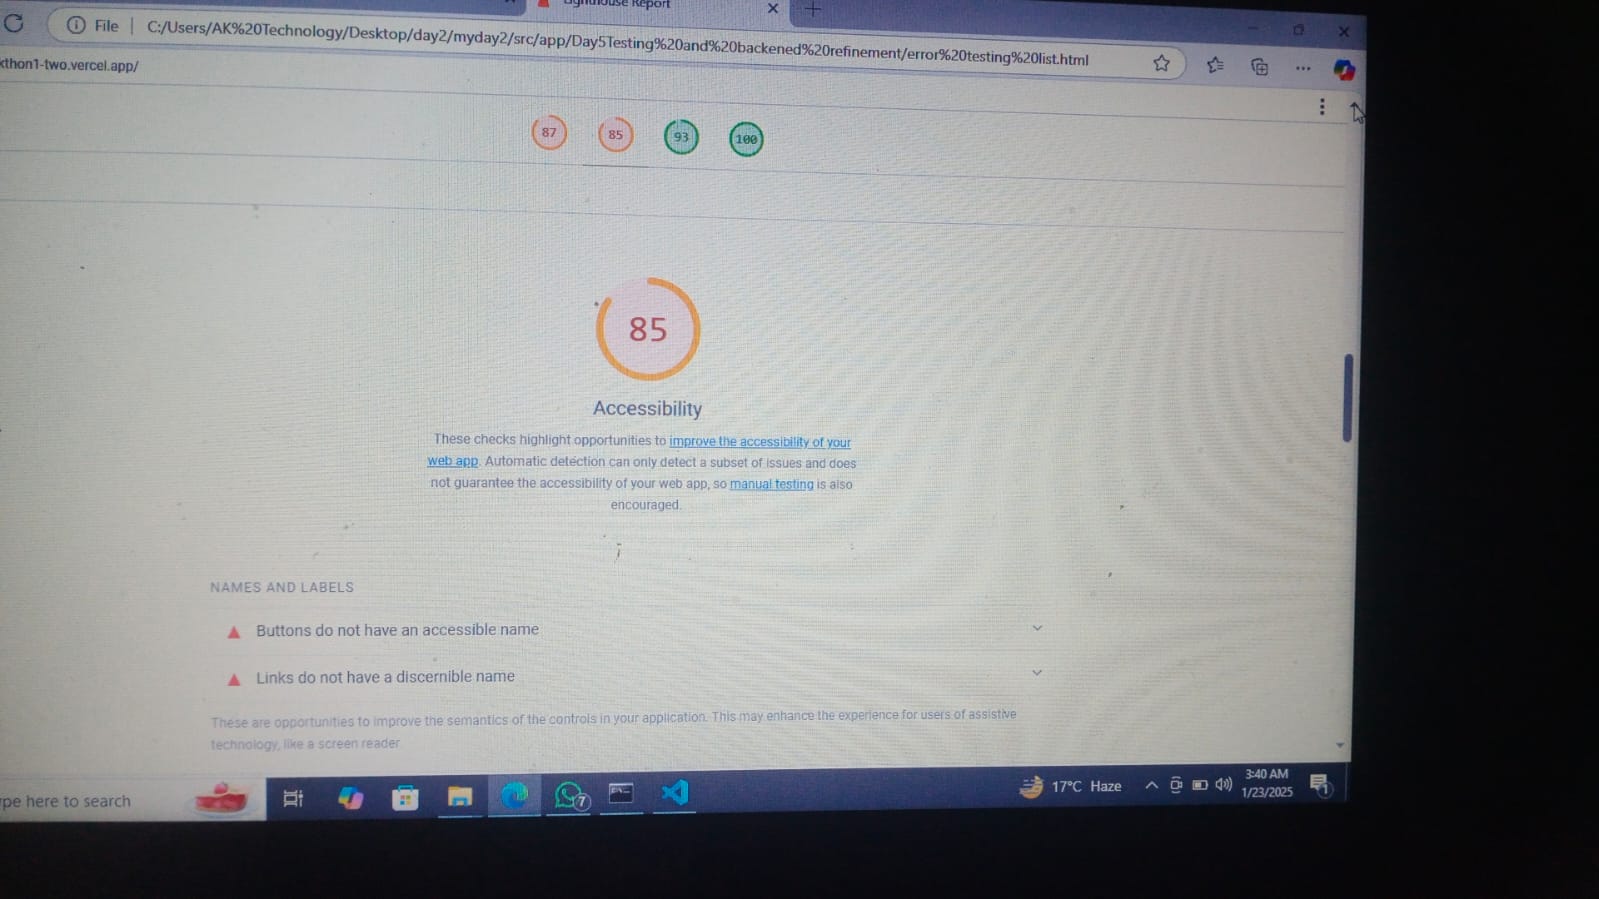 Lighthouse Report
File
C:/Users/AK%20Technology/Desktop/day2/myday2/src/app/Day5Testing%20and%20backened%20refinement/error%20testing%20list.html
kthon1-two.vercel.app/
87
85
93
100
85
Accessibility
These checks highlight opportunities to improve the accessibility of your
web app. Automatic detection can only detect a subset of issues and does
not guarantee the accessibility of your web app, so manual testing is also
encouraged.
NAMES AND LABELS
Buttons do not have an accessible name
Links do not have a discernible name
These are opportunities to improve the semantics of the controls in your application. This may enhance the experience for users of assistive
technology, like a screen reader.
pe here to search
7
17°C Haze
3:40 AM
1/23/2025
1